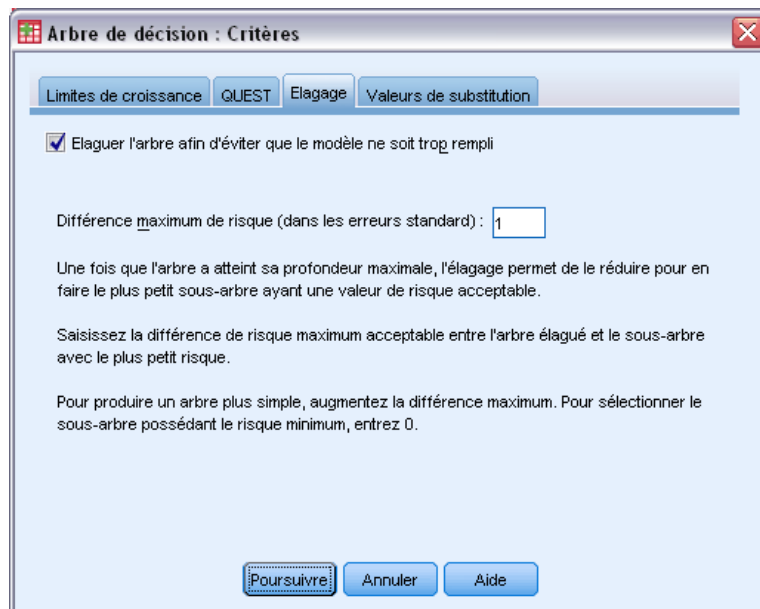 Arbre de décision : Critères
Limites de croissance QUEST Elagage Valeurs de substitution
Elaguer l'arbre afin d'éviter que le modèle ne soit trop rempli
Différence maximum de risque (dans les erreurs standard) : 1
Une fois que l'arbre a atteint sa profondeur maximale, l'élagage permet de le réduire pour en
faire le plus petit sous-arbre ayant une valeur de risque acceptable.
Saisissez la différence de risque maximum acceptable entre l'arbre élagué et le sous-arbre
avec le plus petit risque.
Pour produire un arbre plus simple, augmentez la différence maximum. Pour sélectionner le
sous-arbre possédant le risque minimum, entrez 0.
Poursuivre Annuler Aide